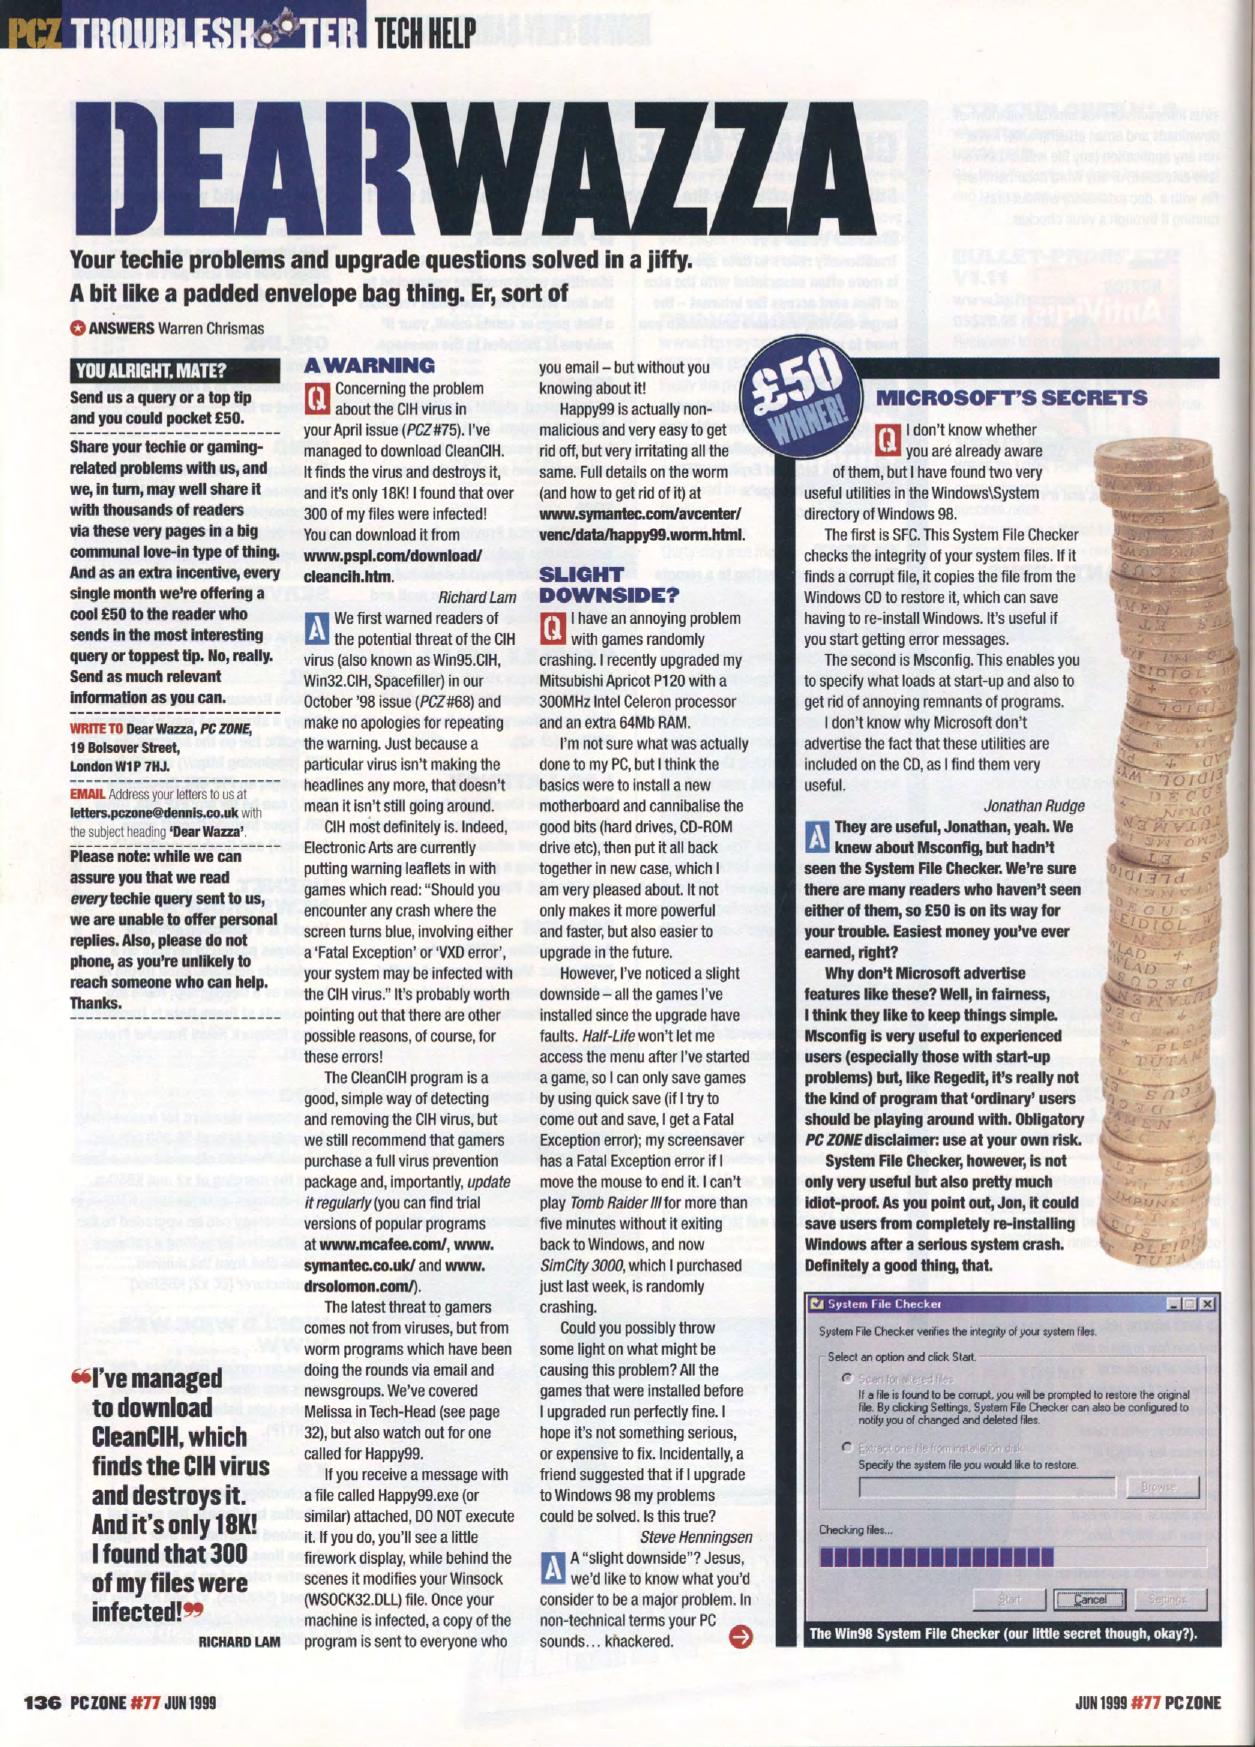 PCZ TROUBLESHOOTER TECH HELP
DEAR WAZZA
Your techie problems and upgrade questions solved in a jiffy.
A bit like a padded envelope bag thing. Er, sort of
ANSWERS Warren Chrismas
YOU ALRIGHT, MATE?
Send us a query or a top tip
and you could pocket £50.
Share your techie or gaming-
related problems with us, and
we, in turn, may well share it
with thousands of readers
via these very pages in a big
communal love-in type of thing.
And as an extra incentive, every
single month we're offering a
cool £50 to the reader who
sends in the most interesting
query or toppest tip. No, really.
Send as much relevant
information as you can.
WRITE TO Dear Wazza, PC ZONE,
19 Bolsover Street,
London W1P 7HJ.
EMAIL Address your letters to us at
letters.pczone@dennis.co.uk with
the subject heading 'Dear Wazza'.
Please note: while we can
assure you that we read
every techie query sent to us,
we are unable to offer personal
replies. Also, please do not
phone, as you're unlikely to
reach someone who can help.
Thanks.
“I've managed
to download
CleanCIH, which
finds the CIH virus
and destroys it.
And it's only 18K!
I found that 300
of my files were
infected!”
RICHARD LAM
A WARNING
Q Concerning the problem
about the CIH virus in
your April issue (PCZ #75). I've
managed to download CleanCIH.
It finds the virus and destroys it,
and it's only 18K! I found that over
300 of my files were infected!
You can download it from
www.pspl.com/download/
cleancih.htm.
Richard Lam
A We first warned readers of
the potential threat of the CIH
virus (also known as Win95.CIH,
Win32.CIH, Spacefiller) in our
October '98 issue (PCZ #68) and
make no apologies for repeating
the warning. Just because a
particular virus isn't making the
headlines any more, that doesn't
mean it isn't still going around.
CIH most definitely is. Indeed,
Electronic Arts are currently
putting warning leaflets in with
games which read: “Should you
encounter any crash where the
screen turns blue, involving either
a 'Fatal Exception' or 'VXD error',
your system may be infected with
the CIH virus.” It's probably worth
pointing out that there are other
possible reasons, of course, for
these errors!
The CleanCIH program is a
good, simple way of detecting
and removing the CIH virus, but
we still recommend that gamers
purchase a full virus prevention
package and, importantly, update
it regularly (you can find trial
versions of popular programs
at www.mcafee.com/, www.
symantec.co.uk/ and www.
drsolomon.com/).
The latest threat to gamers
comes not from viruses, but from
worm programs which have been
doing the rounds via email and
newsgroups. We've covered
Melissa in Tech-Head (see page
32), but also watch out for one
called for Happy99.
If you receive a message with
a file called Happy99.exe (or
similar) attached, DO NOT execute
it. If you do, you'll see a little
firework display, while behind the
scenes it modifies your Winsock
(WSOCK32.DLL) file. Once your
machine is infected, a copy of the
program is sent to everyone who
you email – but without you
knowing about it!
Happy99 is actually non-
malicious and very easy to get
rid off, but very irritating all the
same. Full details on the worm
(and how to get rid of it) at
www.symantec.com/avcenter/
venc/data/happy99.worm.html.
SLIGHT
DOWNSIDE?
Q I have an annoying problem
with games randomly
crashing. I recently upgraded my
Mitsubishi Apricot P120 with a
300MHz Intel Celeron processor
and an extra 64Mb RAM.
I'm not sure what was actually
done to my PC, but I think the
basics were to install a new
motherboard and cannibalise the
good bits (hard drives, CD-ROM
drive etc), then put it all back
together in new case, which I
am very pleased about. It not
only makes it more powerful
and faster, but also easier to
upgrade in the future.
However, I've noticed a slight
downside – all the games I've
installed since the upgrade have
faults. Half-Life won't let me
access the menu after I've started
a game, so I can only save games
by using quick save (if I try to
come out and save, I get a Fatal
Exception error); my screensaver
has a Fatal Exception error if I
move the mouse to end it. I can't
play Tomb Raider III for more than
five minutes without it exiting
back to Windows, and now
SimCity 3000, which I purchased
just last week, is randomly
crashing.
Could you possibly throw
some light on what might be
causing this problem? All the
games that were installed before
I upgraded run perfectly fine. I
hope it's not something serious,
or expensive to fix. Incidentally, a
friend suggested that if I upgrade
to Windows 98 my problems
could be solved. Is this true?
Steve Henningsen
A A “slight downside”? Jesus,
we'd like to know what you'd
consider to be a major problem. In
non-technical terms your PC
sounds... khackered.
£50
WINNER!
MICROSOFT'S SECRETS
Q I don't know whether
you are already aware
of them, but I have found two very
useful utilities in the Windows\System
directory of Windows 98.
The first is SFC. This System File Checker
checks the integrity of your system files. If it
finds a corrupt file, it copies the file from the
Windows CD to restore it, which can save
having to re-install Windows. It's useful if
you start getting error messages.
The second is Msconfig. This enables you
to specify what loads at start-up and also to
get rid of annoying remnants of programs.
I don't know why Microsoft don't
advertise the fact that these utilities are
included on the CD, as I find them very
useful.
Jonathan Rudge
A They are useful, Jonathan, yeah. We
knew about Msconfig, but hadn't
seen the System File Checker. We're sure
there are many readers who haven't seen
either of them, so £50 is on its way for
your trouble. Easiest money you've ever
earned, right?
Why don't Microsoft advertise
features like these? Well, in fairness,
I think they like to keep things simple.
Msconfig is very useful to experienced
users (especially those with start-up
problems) but, like Regedit, it's really not
the kind of program that 'ordinary' users
should be playing around with. Obligatory
PC ZONE disclaimer: use at your own risk.
System File Checker, however, is not
only very useful but also pretty much
idiot-proof. As you point out, Jon, it could
save users from completely re-installing
Windows after a serious system crash.
Definitely a good thing, that.
System File Checker
System File Checker verifies the integrity of your system files.
Select an option and click Start.
Scan for altered files
If a file is found to be corrupt, you will be prompted to restore the original
file. By clicking Settings, System File Checker can also be configured to
notify you of changed and deleted files.
Extract one file from installation disk
Specify the system file you would like to restore.
Browse...
Checking files...
Start Cancel Settings...
The Win98 System File Checker (our little secret though, okay?).
136 PC ZONE #77 JUN 1999
JUN 1999 #77 PC ZONE